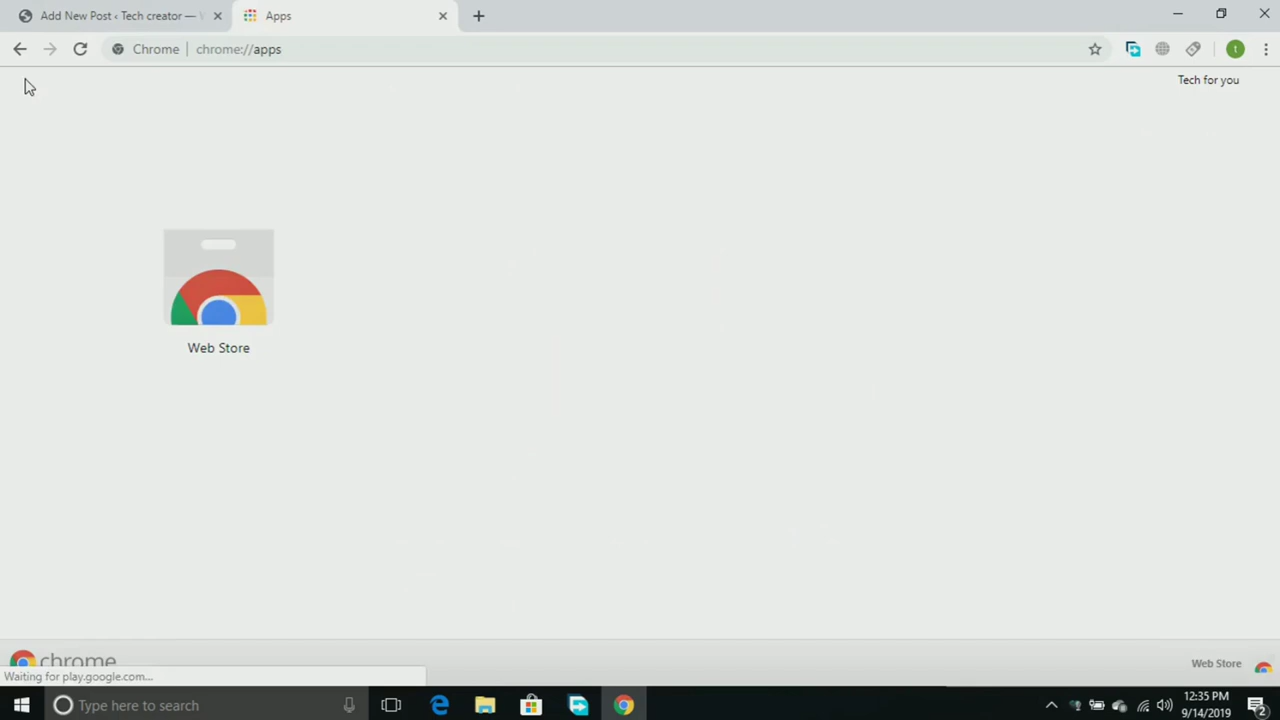 Add New Post ‹ Tech creator —
Apps
Chrome
chrome://apps
t
Tech for you
Web Store
chrome
Web Store
Waiting for play.google.com...
Type here to search
12:35 PM
9/14/2019
2